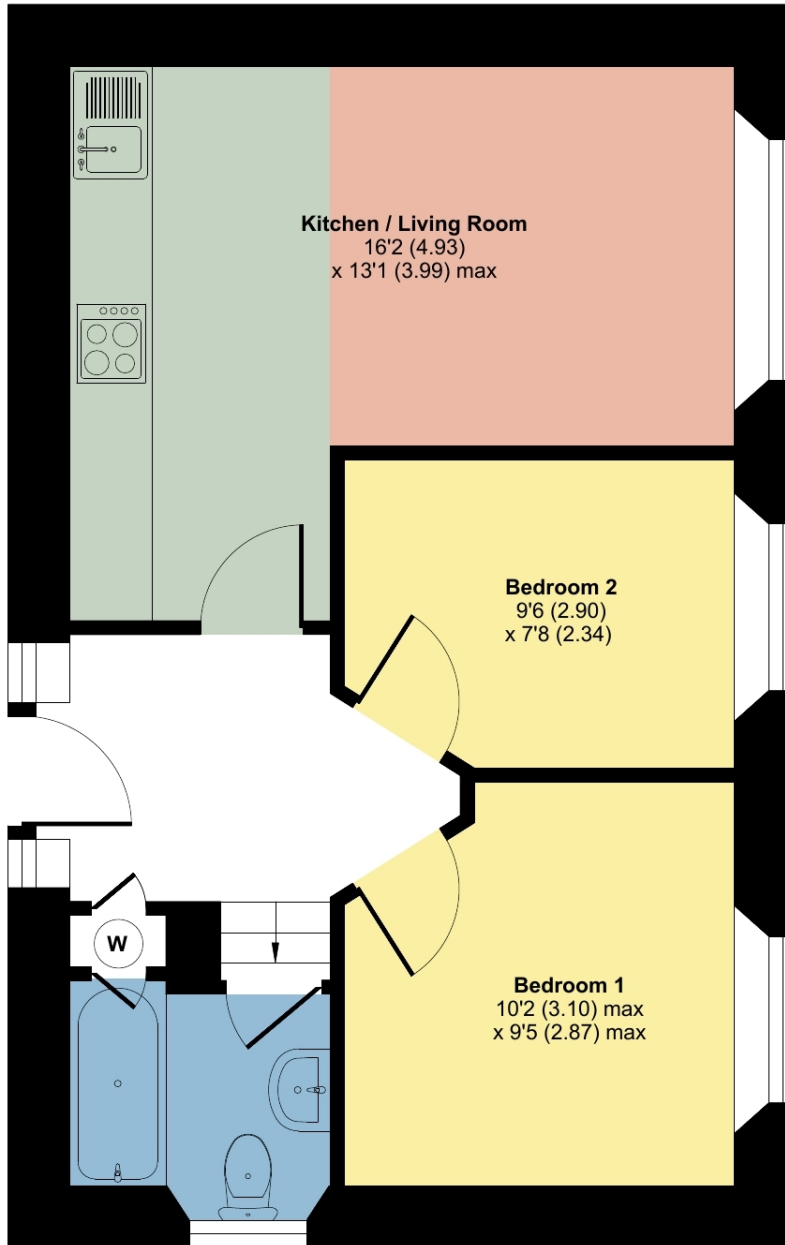 Kitchen / Living Room
16'2 (4.93)
x 13'1 (3.99) max
Bedroom 2
9'6 (2.90)
x 7'8 (2.34)
W
Bedroom 1
10'2 (3.10) max
x 9'5 (2.87) max